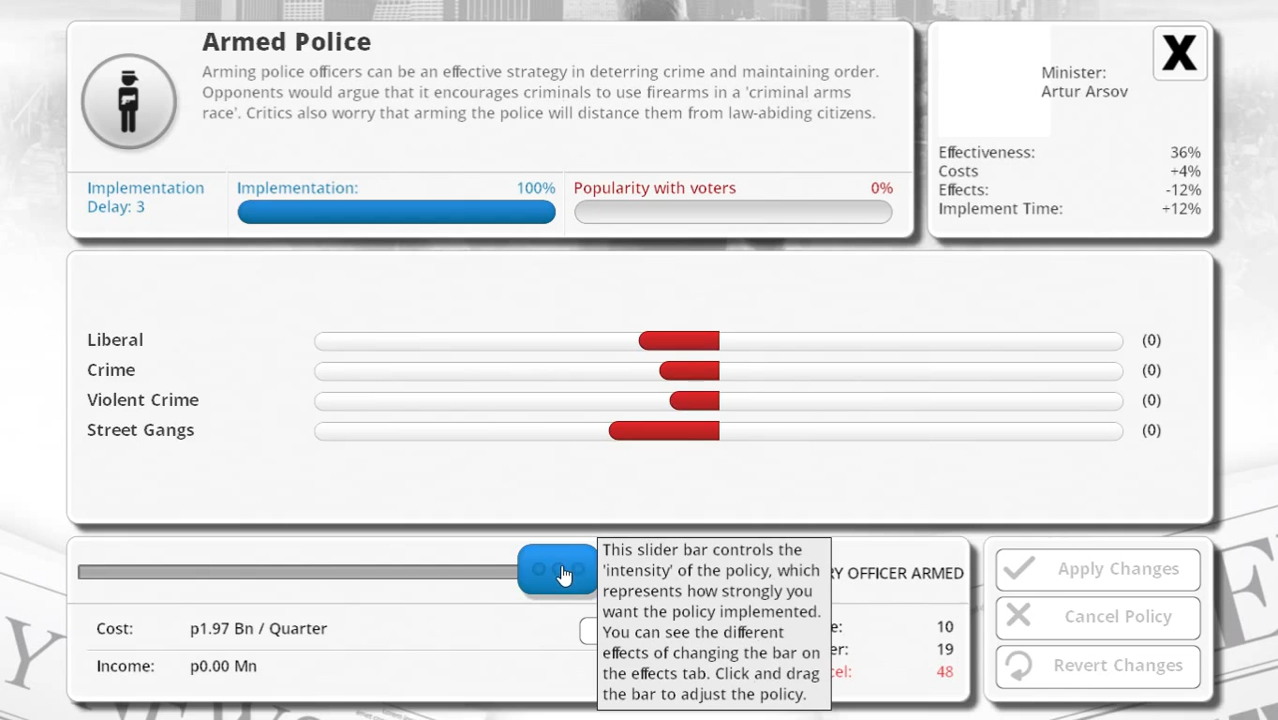 Armed Police
Arming police officers can be an effective strategy in deterring crime and maintaining order.
Opponents would argue that it encourages criminals to use firearms in a 'criminal arms
race'. Critics also worry that arming the police will distance them from law-abiding citizens.
Implementation
Delay: 3
Implementation: 100%
Popularity with voters 0%
X
Minister:
Artur Arsov
Effectiveness: 36%
Costs +4%
Effects: -12%
Implement Time: +12%
Liberal (0)
Crime (0)
Violent Crime (0)
Street Gangs (0)
This slider bar controls the
'intensity' of the policy, which
represents how strongly you
want the policy implemented.
You can see the different
effects of changing the bar on
the effects tab. Click and drag
the bar to adjust the policy.
OFFICER ARMED
Cost: p1.97 Bn / Quarter
Income: p0.00 Mn
10
19
48
Apply Changes
Cancel Policy
Revert Changes